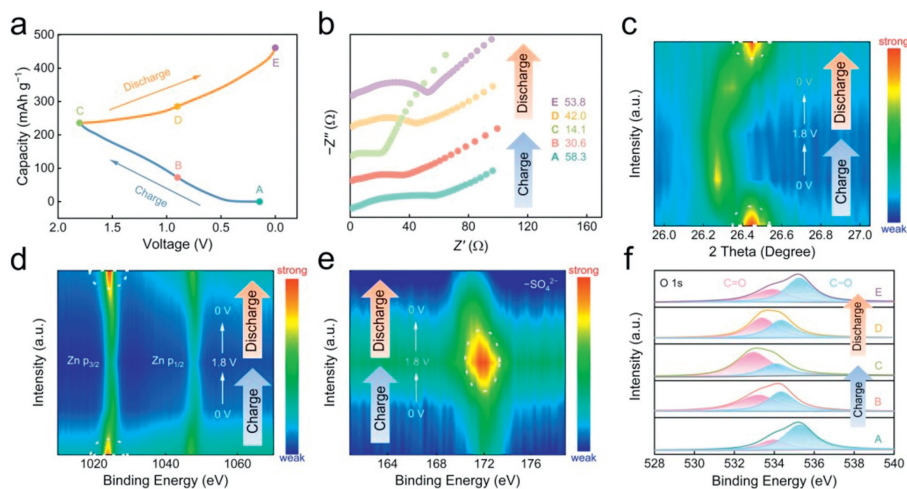 a
500
400
300
200
100
0
2.0
1.5
1.0
0.5
0.0
Capacity (mAh g⁻¹)
Voltage (V)
Discharge
Charge
A
B
C
D
E
b
−Z″ (Ω)
Z′ (Ω)
0
40
80
120
160
E 53.8
D 42.0
C 14.1
B 30.6
A 58.3
Discharge
Charge
c
Intensity (a.u.)
2 Theta (Degree)
26.0
26.2
26.4
26.6
26.8
27.0
0 V
1.8 V
0 V
Discharge
Charge
strong
weak
d
Intensity (a.u.)
Binding Energy (eV)
1020
1040
1060
Zn p3/2
Zn p1/2
0 V
1.8 V
0 V
Discharge
Charge
strong
weak
e
Intensity (a.u.)
Binding Energy (eV)
164
168
172
176
−SO₄²⁻
0 V
1.8 V
0 V
Discharge
Charge
strong
weak
f
O 1s
C=O
C−O
Intensity (a.u.)
Binding Energy (eV)
528
530
532
534
536
538
540
E
D
C
B
A
Discharge
Charge